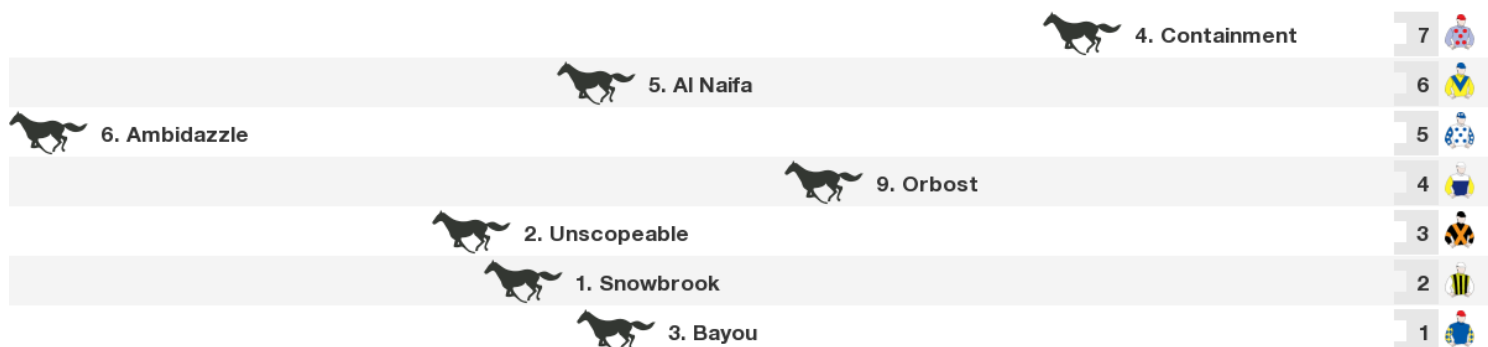 4. Containment 7
5. Al Naifa 6
6. Ambidazzle 5
9. Orbost 4
2. Unscopeable 3
1. Snowbrook 2
3. Bayou 1